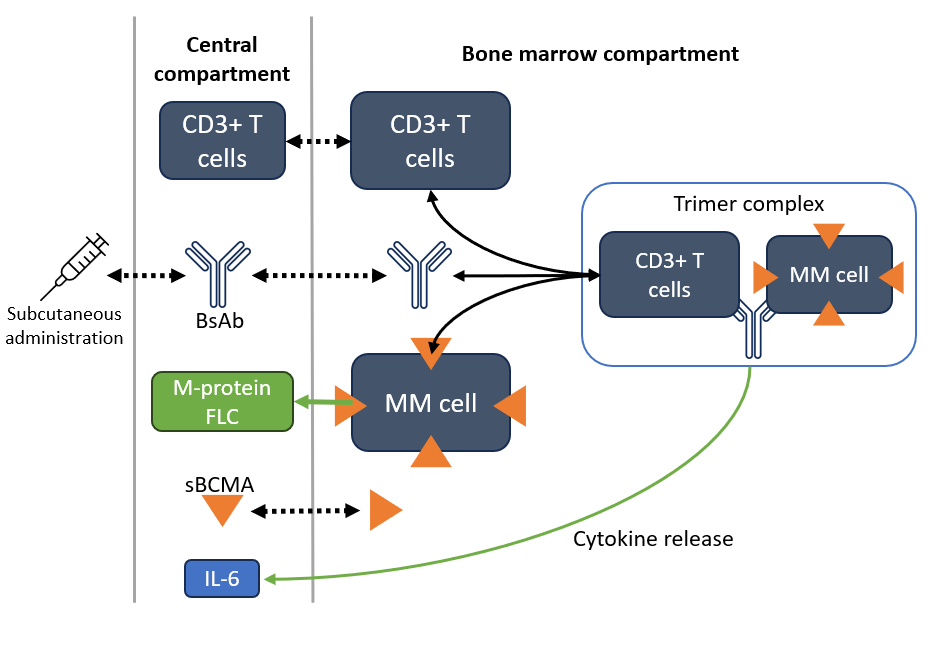 Central
compartment
Bone marrow compartment
CD3+ T
cells
CD3+ T
cells
Trimer complex
CD3+ T
cells
MM cell
Subcutaneous
administration
BsAb
M-protein
FLC
MM cell
sBCMA
Cytokine release
IL-6